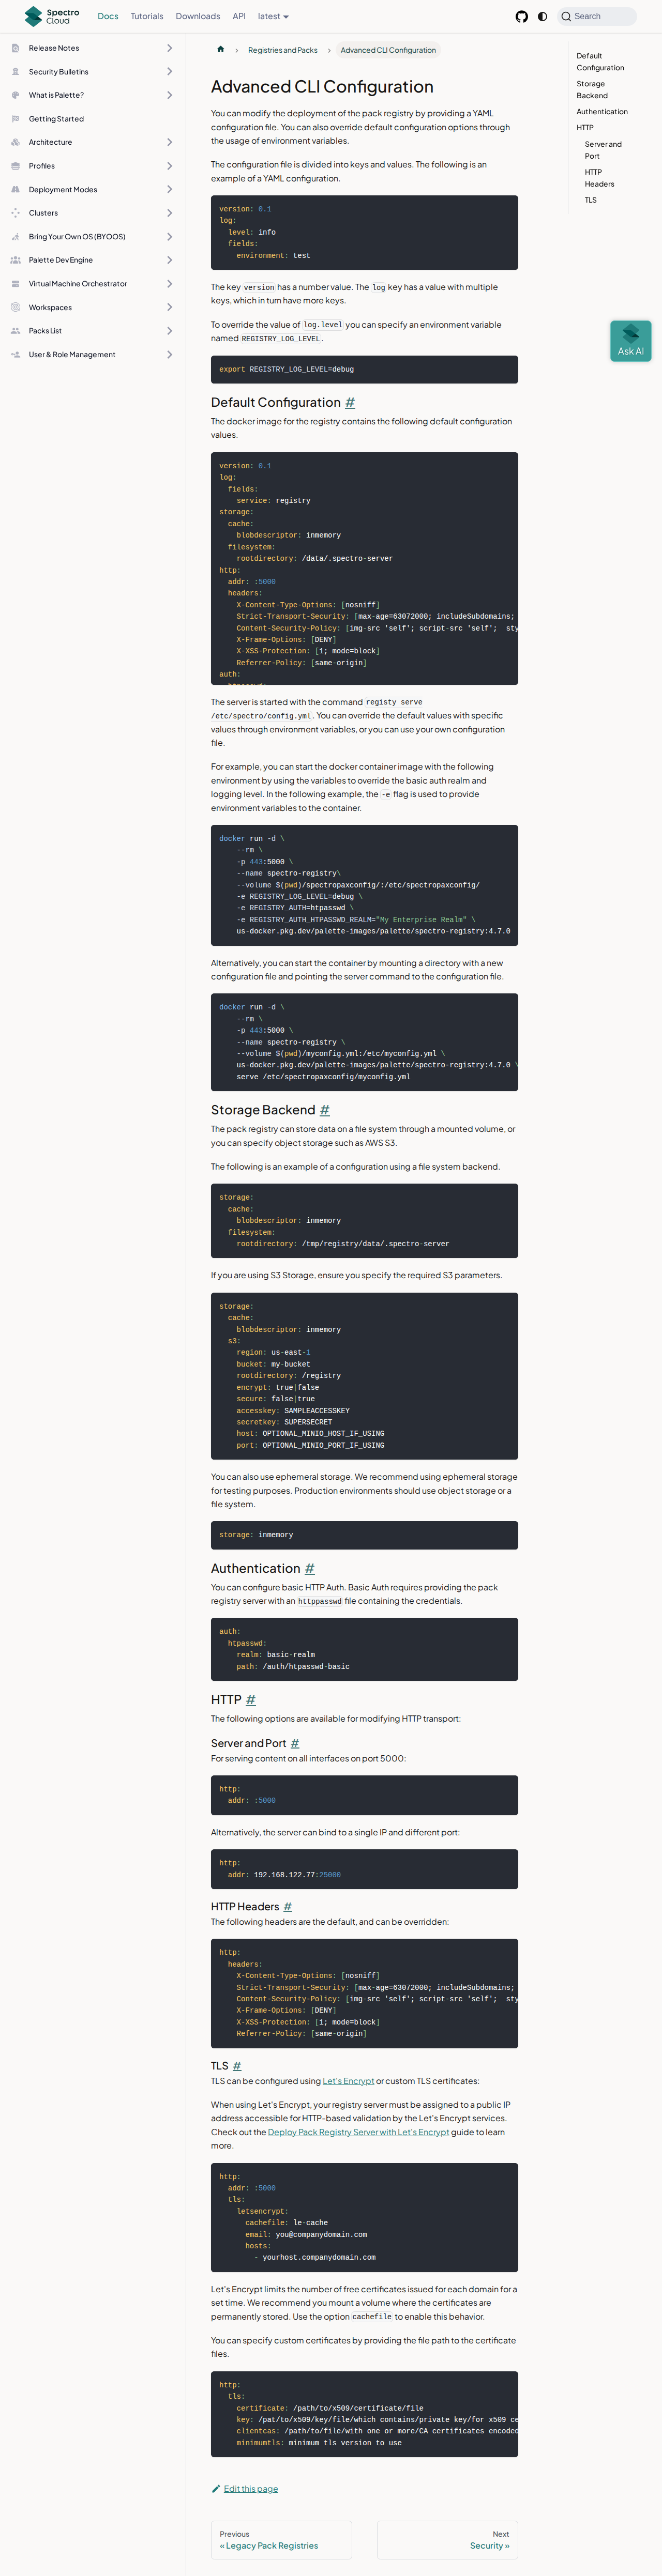 Spectro Cloud
Docs
Tutorials
Downloads
API
latest
Search
Release Notes
Security Bulletins
What is Palette?
Getting Started
Architecture
Profiles
Deployment Modes
Clusters
Bring Your Own OS (BYOOS)
Palette Dev Engine
Virtual Machine Orchestrator
Workspaces
Packs List
User & Role Management
Registries and Packs
Advanced CLI Configuration
Advanced CLI Configuration
You can modify the deployment of the pack registry by providing a YAML
configuration file. You can also override default configuration options through
the usage of environment variables.
The configuration file is divided into keys and values. The following is an
example of a YAML configuration.
version: 0.1
log:
  level: info
  fields:
    environment: test
The key version has a number value. The log key has a value with multiple
keys, which in turn have more keys.
To override the value of log.level you can specify an environment variable
named REGISTRY_LOG_LEVEL.
export REGISTRY_LOG_LEVEL=debug
Default Configuration #
The docker image for the registry contains the following default configuration
values.
version: 0.1
log:
  fields:
    service: registry
storage:
  cache:
    blobdescriptor: inmemory
  filesystem:
    rootdirectory: /data/.spectro-server
http:
  addr: :5000
  headers:
    X-Content-Type-Options: [nosniff]
    Strict-Transport-Security: [max-age=63072000; includeSubdomains;
    Content-Security-Policy: [img-src 'self'; script-src 'self';  sty
    X-Frame-Options: [DENY]
    X-XSS-Protection: [1; mode=block]
    Referrer-Policy: [same-origin]
auth:
The server is started with the command registy serve
/etc/spectro/config.yml. You can override the default values with specific
values through environment variables, or you can use your own configuration
file.
For example, you can start the docker container image with the following
environment by using the variables to override the basic auth realm and
logging level. In the following example, the -e flag is used to provide
environment variables to the container.
docker run -d \
    --rm \
    -p 443:5000 \
    --name spectro-registry\
    --volume $(pwd)/spectropaxconfig/:/etc/spectropaxconfig/
    -e REGISTRY_LOG_LEVEL=debug \
    -e REGISTRY_AUTH=htpasswd \
    -e REGISTRY_AUTH_HTPASSWD_REALM="My Enterprise Realm" \
    us-docker.pkg.dev/palette-images/palette/spectro-registry:4.7.0
Alternatively, you can start the container by mounting a directory with a new
configuration file and pointing the server command to the configuration file.
docker run -d \
    --rm \
    -p 443:5000 \
    --name spectro-registry \
    --volume $(pwd)/myconfig.yml:/etc/myconfig.yml \
    us-docker.pkg.dev/palette-images/palette/spectro-registry:4.7.0 \
    serve /etc/spectropaxconfig/myconfig.yml
Storage Backend #
The pack registry can store data on a file system through a mounted volume, or
you can specify object storage such as AWS S3.
The following is an example of a configuration using a file system backend.
storage:
  cache:
    blobdescriptor: inmemory
  filesystem:
    rootdirectory: /tmp/registry/data/.spectro-server
If you are using S3 Storage, ensure you specify the required S3 parameters.
storage:
  cache:
    blobdescriptor: inmemory
  s3:
    region: us-east-1
    bucket: my-bucket
    rootdirectory: /registry
    encrypt: true|false
    secure: false|true
    accesskey: SAMPLEACCESSKEY
    secretkey: SUPERSECRET
    host: OPTIONAL_MINIO_HOST_IF_USING
    port: OPTIONAL_MINIO_PORT_IF_USING
You can also use ephemeral storage. We recommend using ephemeral storage
for testing purposes. Production environments should use object storage or a
file system.
storage: inmemory
Authentication #
You can configure basic HTTP Auth. Basic Auth requires providing the pack
registry server with an httppasswd file containing the credentials.
auth:
  htpasswd:
    realm: basic-realm
    path: /auth/htpasswd-basic
HTTP #
The following options are available for modifying HTTP transport:
Server and Port #
For serving content on all interfaces on port 5000:
http:
  addr: :5000
Alternatively, the server can bind to a single IP and different port:
http:
  addr: 192.168.122.77:25000
HTTP Headers #
The following headers are the default, and can be overridden:
http:
  headers:
    X-Content-Type-Options: [nosniff]
    Strict-Transport-Security: [max-age=63072000; includeSubdomains;
    Content-Security-Policy: [img-src 'self'; script-src 'self';  sty
    X-Frame-Options: [DENY]
    X-XSS-Protection: [1; mode=block]
    Referrer-Policy: [same-origin]
TLS #
TLS can be configured using Let's Encrypt or custom TLS certificates:
When using Let's Encrypt, your registry server must be assigned to a public IP
address accessible for HTTP-based validation by the Let's Encrypt services.
Check out the Deploy Pack Registry Server with Let's Encrypt guide to learn
more.
http:
  addr: :5000
  tls:
    letsencrypt:
      cachefile: le-cache
      email: you@companydomain.com
      hosts:
        - yourhost.companydomain.com
Let's Encrypt limits the number of free certificates issued for each domain for a
set time. We recommend you mount a volume where the certificates are
permanently stored. Use the option cachefile to enable this behavior.
You can specify custom certificates by providing the file path to the certificate
files.
http:
  tls:
    certificate: /path/to/x509/certificate/file
    key: /pat/to/x509/key/file/which contains/private key/for x509 ce
    clientcas: /path/to/file/with one or more/CA certificates encoded
    minimumtls: minimum tls version to use
Edit this page
Previous
« Legacy Pack Registries
Next
Security »
Default
Configuration
Storage
Backend
Authentication
HTTP
Server and
Port
HTTP
Headers
TLS
Ask AI